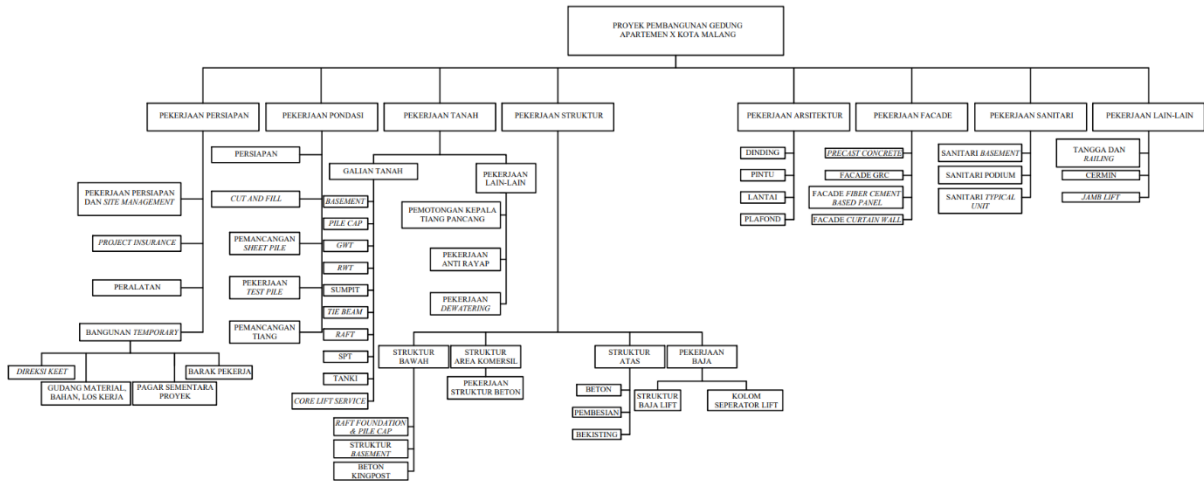 PROYEK PEMBANGUNAN GEDUNG
APARTEMEN X KOTA MALANG
PEKERJAAN PERSIAPAN
PEKERJAAN PONDASI
PEKERJAAN TANAH
PEKERJAAN STRUKTUR
PEKERJAAN ARSITEKTUR
PEKERJAAN FACADE
PEKERJAAN SANITARI
PEKERJAAN LAIN-LAIN
PEKERJAAN PERSIAPAN
DAN SITE MANAGEMENT
PROJECT INSURANCE
PERALATAN
BANGUNAN TEMPORARY
DIREKSI KEET
GUDANG MATERIAL,
BAHAN, LOS KERJA
PAGAR SEMENTARA
PROYEK
BARAK PEKERJA
PERSIAPAN
CUT AND FILL
PEMANCANGAN
SHEET PILE
PEKERJAAN
TEST PILE
PEMANCANGAN
TIANG
GALIAN TANAH
BASEMENT
PILE CAP
GWT
RWT
SUMPIT
TIE BEAM
RAFT
SPT
TANKI
CORE LIFT SERVICE
PEKERJAAN
LAIN-LAIN
PEMOTONGAN KEPALA
TIANG PANCANG
PEKERJAAN
ANTI RAYAP
PEKERJAAN
DEWATERING
STRUKTUR
BAWAH
RAFT FOUNDATION
& PILE CAP
STRUKTUR
BASEMENT
BETON
KINGPOST
STRUKTUR
AREA KOMERSIL
PEKERJAAN
STRUKTUR BETON
STRUKTUR
ATAS
BETON
PEMBESIAN
BEKISTING
PEKERJAAN
BAJA
STRUKTUR
BAJA LIFT
KOLOM
SEPERATOR LIFT
DINDING
PINTU
LANTAI
PLAFOND
PRECAST CONCRETE
FACADE GRC
FACADE FIBER CEMENT
BASED PANEL
FACADE CURTAIN WALL
SANITARI BASEMENT
SANITARI PODIUM
SANITARI TYPICAL
UNIT
TANGGA DAN
RAILING
CERMIN
JAMB LIFT